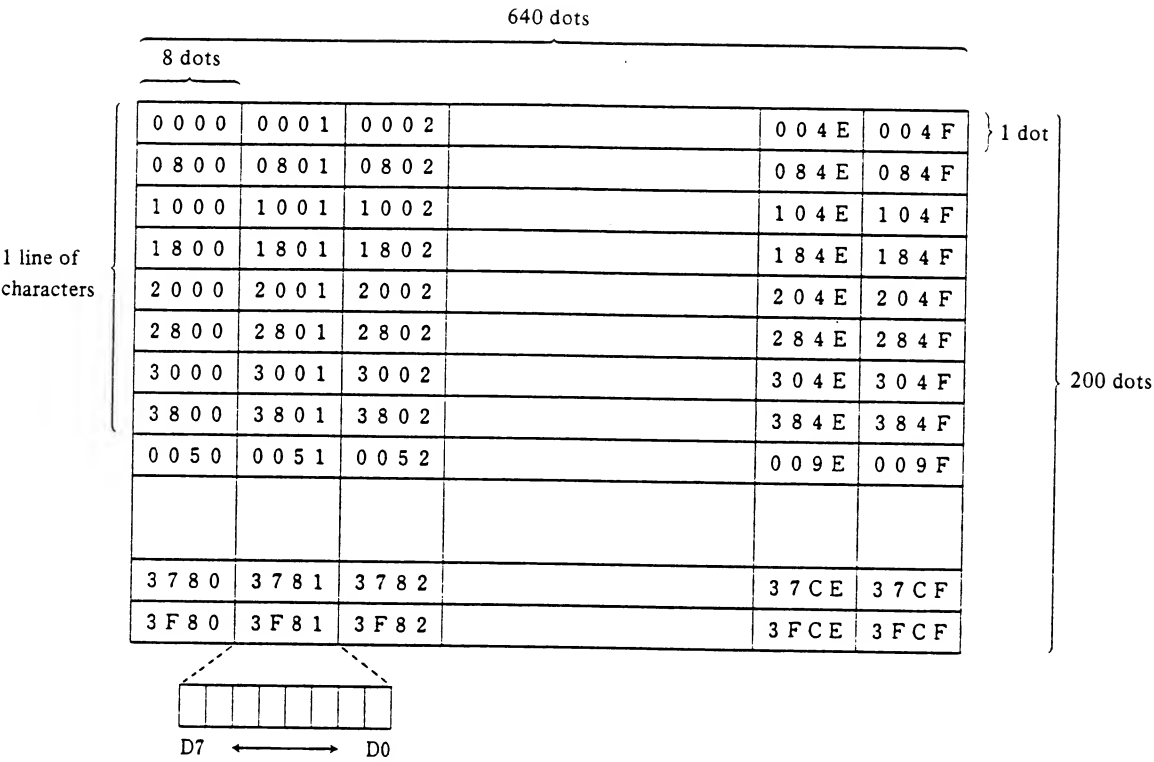 640 dots
8 dots
0000 0001 0002 004E 004F
1 dot
0800 0801 0802 084E 084F
1000 1001 1002 104E 104F
1800 1801 1802 184E 184F
1 line of
characters
2000 2001 2002 204E 204F
2800 2801 2802 284E 284F
3000 3001 3002 304E 304F
200 dots
3800 3801 3802 384E 384F
0050 0051 0052 009E 009F
3780 3781 3782 37CE 37CF
3F80 3F81 3F82 3FCE 3FCF
D7 D0